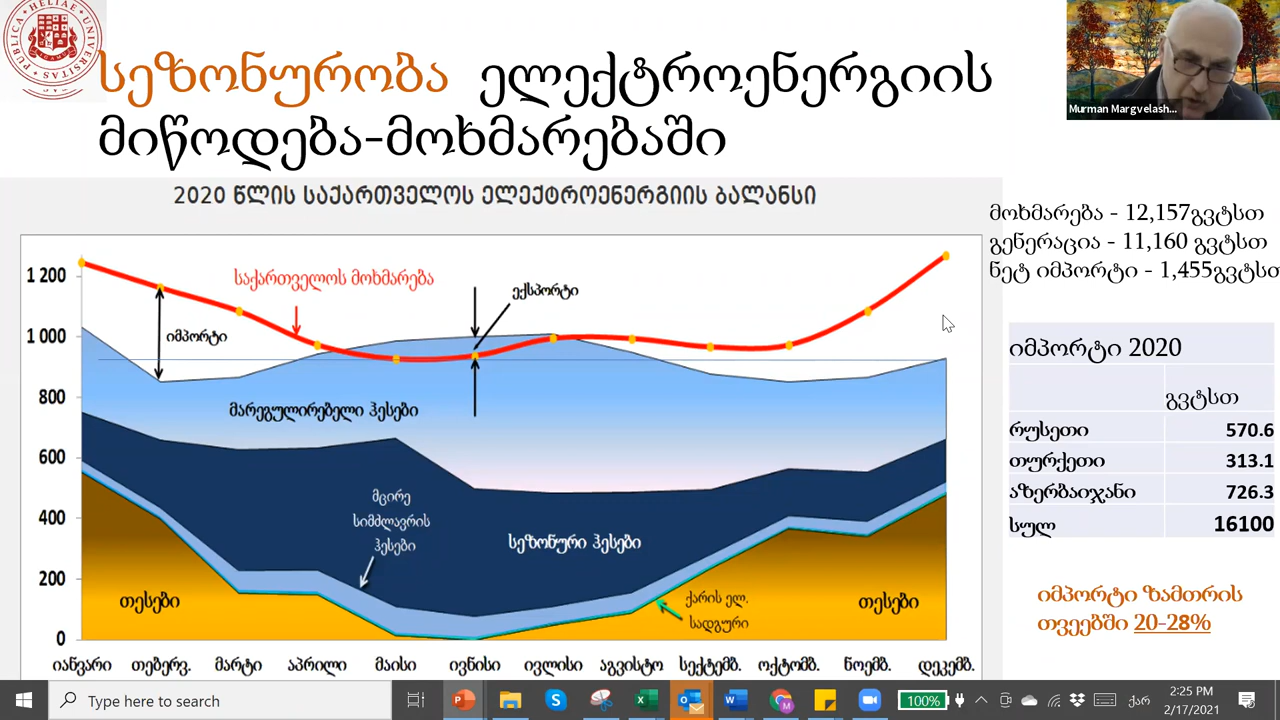 სეზონურობა ელექტროენერგიის
მიწოდება-მოხმარებაში
Murman Margvelash...
2020 წლის საქართველოს ელექტროენერგიის ბალანსი
მოხმარება - 12,157გვტსთ
გენერაცია - 11,160 გვტსთ
ნეტ იმპორტი - 1,455გვტსთ
1 200
1 000
800
600
400
200
0
საქართველოს მოხმარება
ექსპორტი
იმპორტი
მარეგულირებელი ჰესები
მცირე
სიმძლავრის
ჰესები
სეზონური ჰესები
თესები
ქარის ელ.
სადგური
თესები
იანვარი თებერვ. მარტი აპრილი მაისი ივნისი ივლისი აგვისტო სექტემბ. ოქტომბ. ნოემბ. დეკემბ.
იმპორტი 2020
გვტსთ
რუსეთი 570.6
თურქეთი 313.1
აზერბაიჯანი 726.3
სულ 16100
იმპორტი ზამთრის
თვეებში 20-28%
Type here to search
100%
ქარ
2:25 PM
2/17/2021